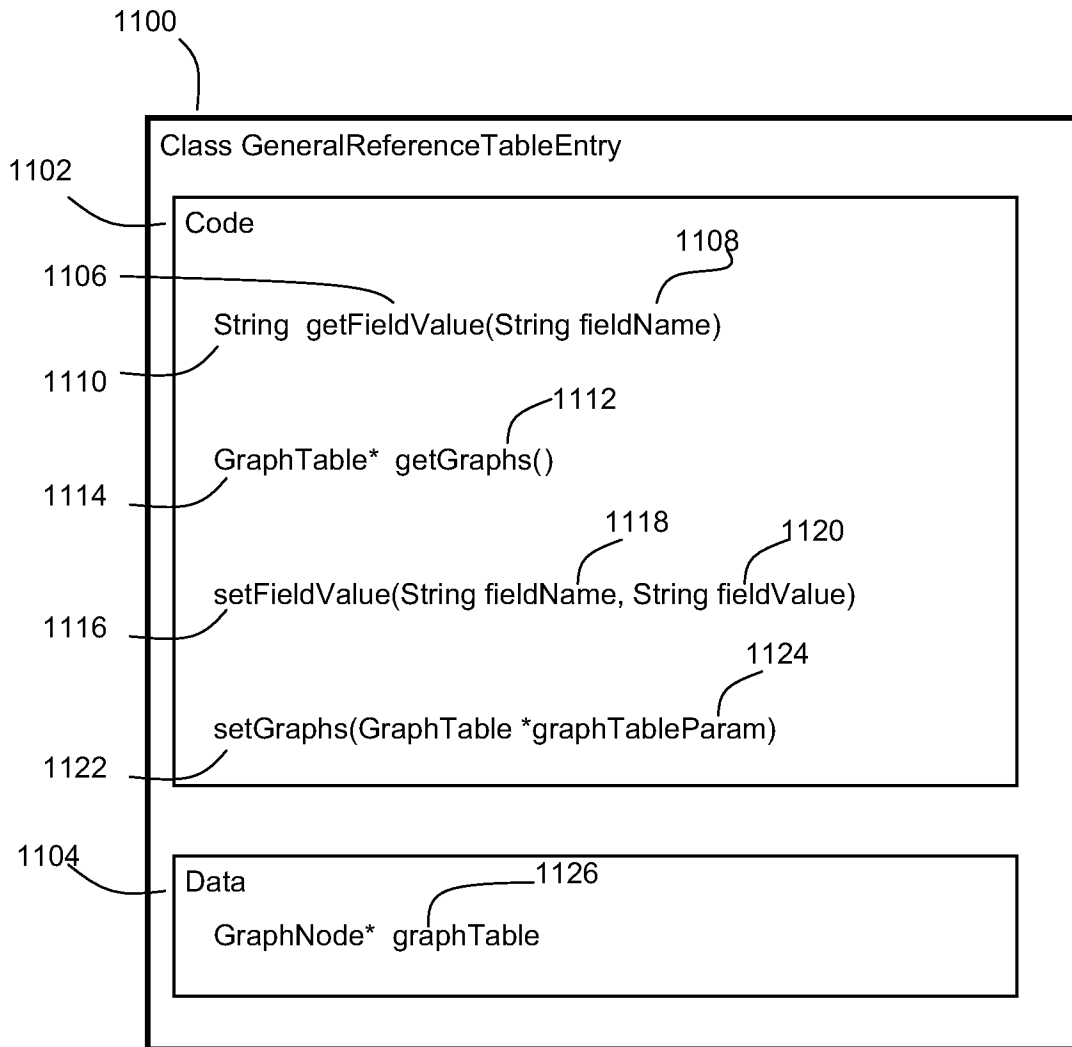 1100
Class GeneralReferenceTableEntry
1102
Code
1108
1106
String getFieldValue(String fieldName)
1110
1112
GraphTable* getGraphs()
1114
1118
1120
setFieldValue(String fieldName, String fieldValue)
1116
1124
setGraphs(GraphTable *graphTableParam)
1122
1104
Data
1126
GraphNode* graphTable